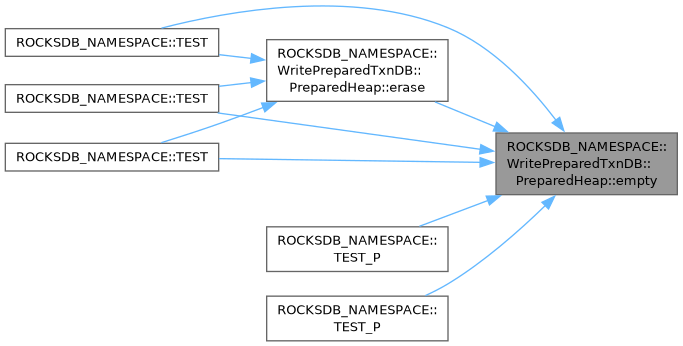 ROCKSDB_NAMESPACE::TEST
ROCKSDB_NAMESPACE::TEST
ROCKSDB_NAMESPACE::TEST
ROCKSDB_NAMESPACE::
WritePreparedTxnDB::
PreparedHeap::erase
ROCKSDB_NAMESPACE::
TEST_P
ROCKSDB_NAMESPACE::
TEST_P
ROCKSDB_NAMESPACE::
WritePreparedTxnDB::
PreparedHeap::empty